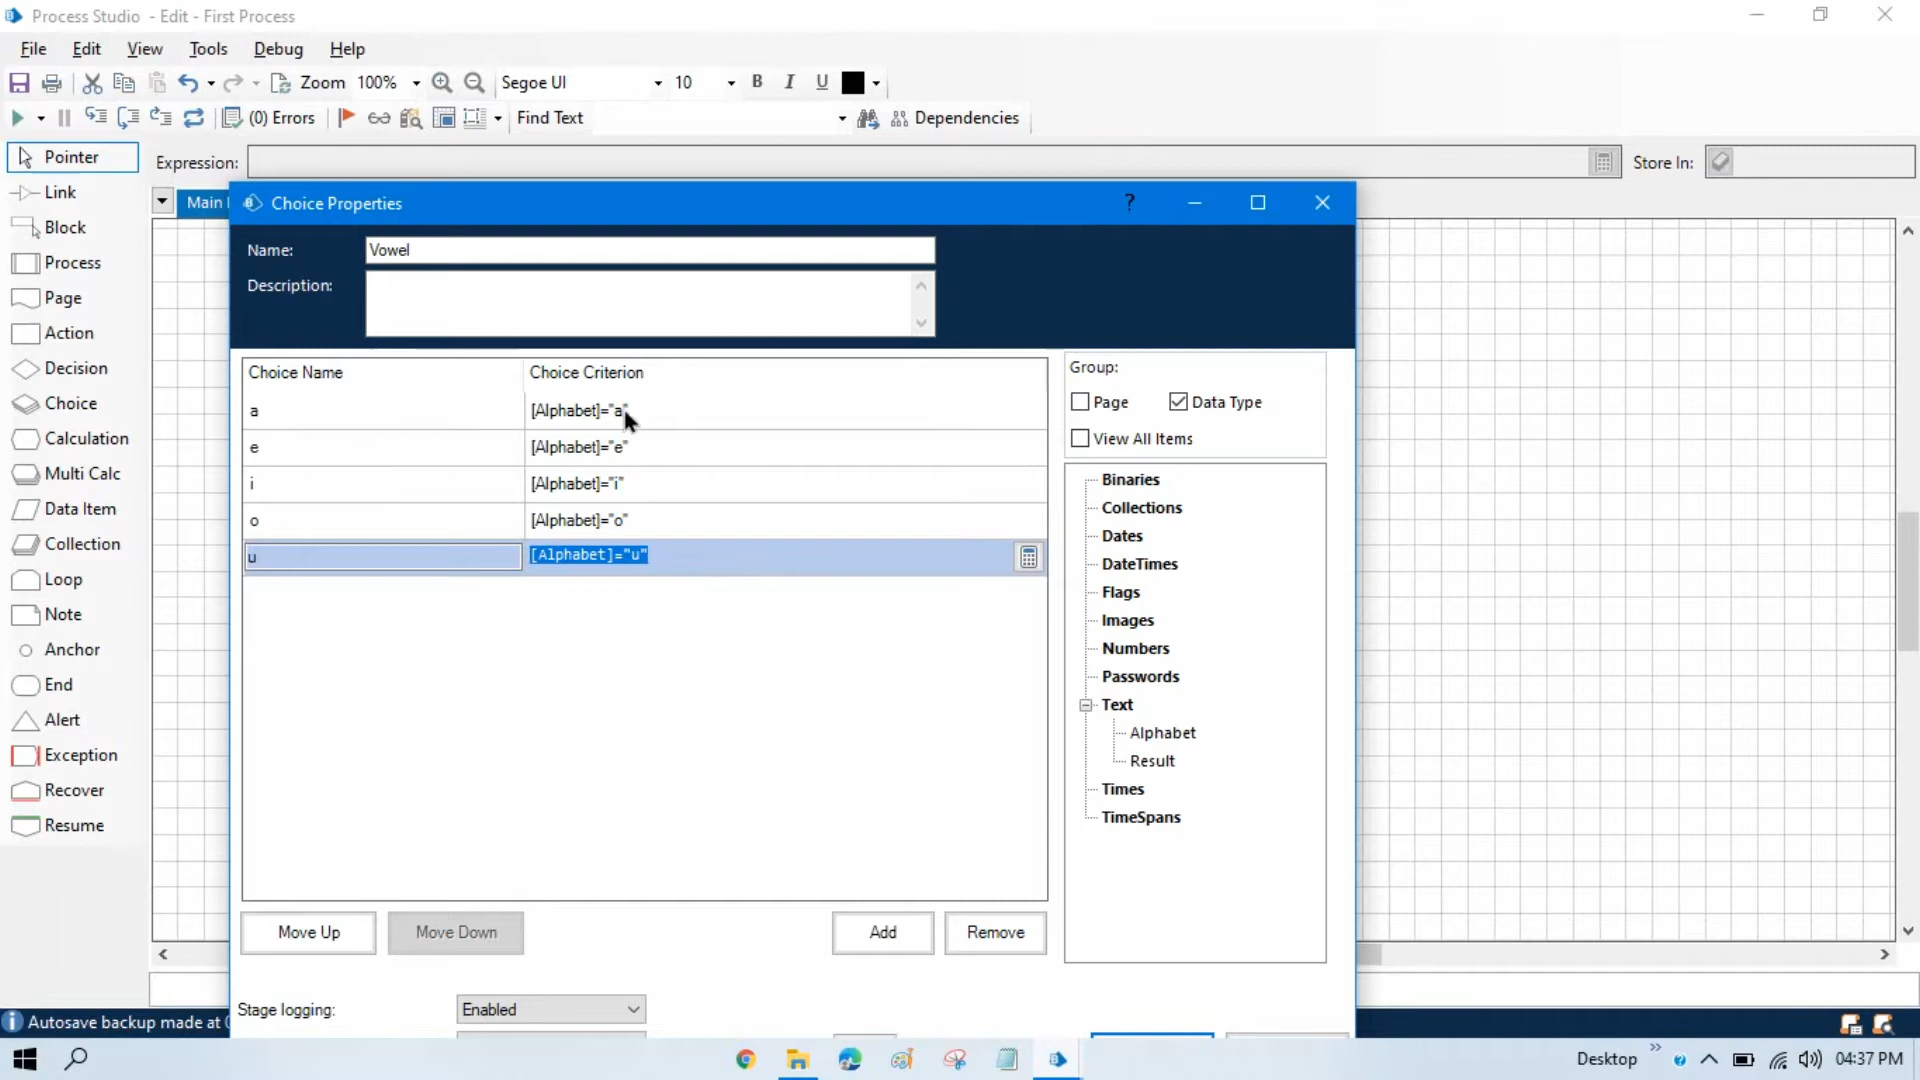 Process Studio - Edit - First Process
File Edit View Tools Debug Help
Zoom 100% Segoe UI 10 B I U
(0) Errors Find Text Dependencies
Pointer
Link
Block
Process
Page
Action
Decision
Choice
Calculation
Multi Calc
Data Item
Collection
Loop
Note
Anchor
End
Alert
Exception
Recover
Resume
Expression: Store In:
Main
Choice Properties ?
Name: Vowel
Description:
Choice Name Choice Criterion
a [Alphabet]="a"
e [Alphabet]="e"
i [Alphabet]="i"
o [Alphabet]="o"
u [Alphabet]="u"
Move Up Move Down Add Remove
Stage logging: Enabled
Group:
Page Data Type
View All Items
Binaries
Collections
Dates
DateTimes
Flags
Images
Numbers
Passwords
Text
Alphabet
Result
Times
TimeSpans
Autosave backup made at
Desktop 04:37 PM